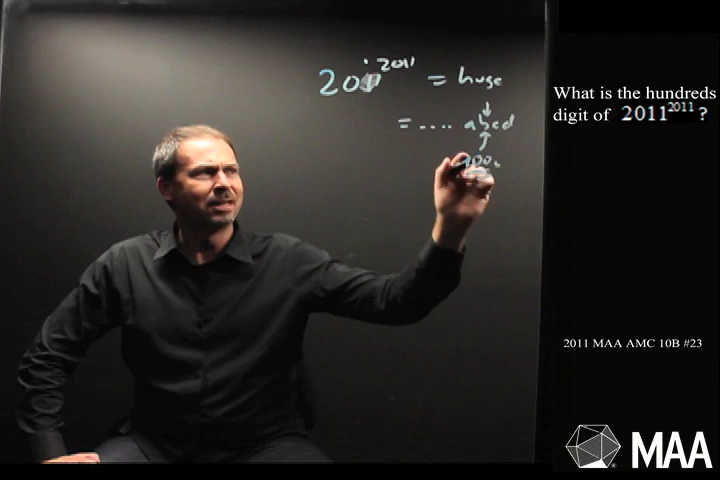 2011 2011 = huge
= .... abcd
What is the hundreds
digit of 2011^2011 ?
2011 MAA AMC 10B #23
MAA